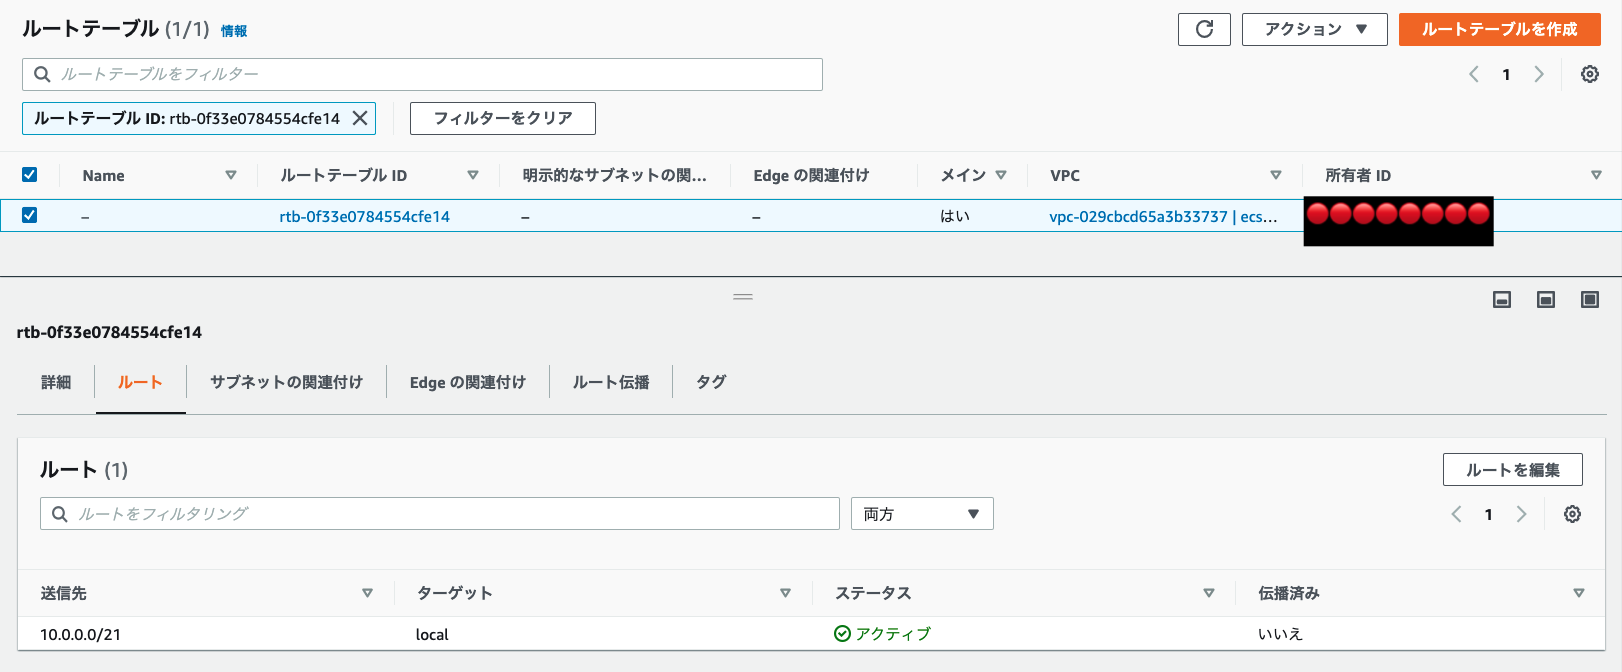 ルートテーブル (1/1) 情報
アクション
ルートテーブルを作成
ルートテーブルをフィルター
1
ルートテーブル ID: rtb-0f33e0784554cfe14
フィルターをクリア
Name ルートテーブル ID 明示的なサブネットの関... Edge の関連付け メイン VPC 所有者 ID
– rtb-0f33e0784554cfe14 – – はい vpc-029cbcd65a3b33737 | ecs...
rtb-0f33e0784554cfe14
詳細 ルート サブネットの関連付け Edge の関連付け ルート伝播 タグ
ルート (1)
ルートを編集
ルートをフィルタリング
両方
1
送信先 ターゲット ステータス 伝播済み
10.0.0.0/21 local アクティブ いいえ